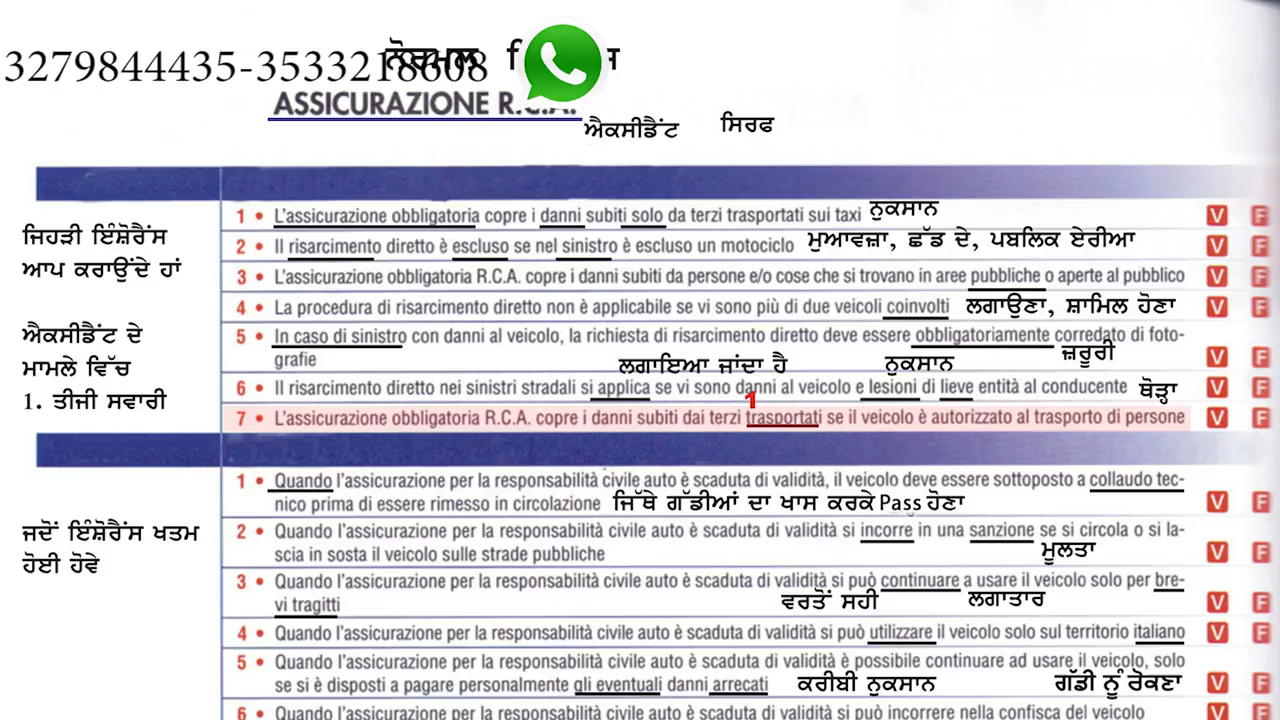 3279844435-3533218608 ਨੋਰਮਲ
ASSICURAZIONE R.C.A.
ਐਕਸੀਡੈਂਟ ਸਿਰਫ
ਜਿਹੜੀ ਇੰਸ਼ੋਰੈਂਸ
ਆਪ ਕਰਾਉਂਦੇ ਹਾਂ
ਐਕਸੀਡੈਂਟ ਦੇ
ਮਾਮਲੇ ਵਿੱਚ
1. ਤੀਜੀ ਸਵਾਰੀ
1 • L'assicurazione obbligatoria copre i danni subiti solo da terzi trasportati sui taxi ਨੁਕਸਾਨ V F
2 • Il risarcimento diretto è escluso se nel sinistro è escluso un motociclo ਮੁਆਵਜ਼ਾ, ਛੱਡ ਦੇ, ਪਬਲਿਕ ਏਰੀਆ V F
3 • L'assicurazione obbligatoria R.C.A. copre i danni subiti da persone e/o cose che si trovano in aree pubbliche o aperte al pubblico V F
4 • La procedura di risarcimento diretto non è applicabile se vi sono più di due veicoli coinvolti ਲਗਾਉਣਾ, ਸ਼ਾਮਿਲ ਹੋਣਾ V F
5 • In caso di sinistro con danni al veicolo, la richiesta di risarcimento diretto deve essere obbligatoriamente corredato di foto-
grafie ਲਗਾਇਆ ਜਾਂਦਾ ਹੈ ਨੁਕਸਾਨ ਜ਼ਰੂਰੀ V F
6 • Il risarcimento diretto nei sinistri stradali si applica se vi sono danni al veicolo e lesioni di lieve entità al conducente ਥੋੜ੍ਹਾ V F
1
7 • L'assicurazione obbligatoria R.C.A. copre i danni subiti dai terzi trasportati se il veicolo è autorizzato al trasporto di persone V F
ਜਦੋਂ ਇੰਸ਼ੋਰੈਂਸ ਖਤਮ
ਹੋਈ ਹੋਵੇ
1 • Quando l'assicurazione per la responsabilità civile auto è scaduta di validità, il veicolo deve essere sottoposto a collaudo tec-
nico prima di essere rimesso in circolazione ਜਿੱਥੇ ਗੱਡੀਆਂ ਦਾ ਖਾਸ ਕਰਕੇ Pass ਹੋਣਾ V F
2 • Quando l'assicurazione per la responsabilità civile auto è scaduta di validità si incorre in una sanzione se si circola o si la-
scia in sosta il veicolo sulle strade pubbliche ਮੂਲਤਾ V F
3 • Quando l'assicurazione per la responsabilità civile auto è scaduta di validità si può continuare a usare il veicolo solo per bre-
vi tragitti ਵਰਤੋਂ ਸਹੀ ਲਗਾਤਾਰ V F
4 • Quando l'assicurazione per la responsabilità civile auto è scaduta di validità si può utilizzare il veicolo solo sul territorio italiano V F
5 • Quando l'assicurazione per la responsabilità civile auto è scaduta di validità è possibile continuare ad usare il veicolo, solo
se si è disposti a pagare personalmente gli eventuali danni arrecati ਕਰੀਬੀ ਨੁਕਸਾਨ ਗੱਡੀ ਨੂੰ ਰੋਕਣਾ V F
6 • Quando l'assicurazione per la responsabilità civile auto è scaduta di validità si può incorrere nella confisca del veicolo V F